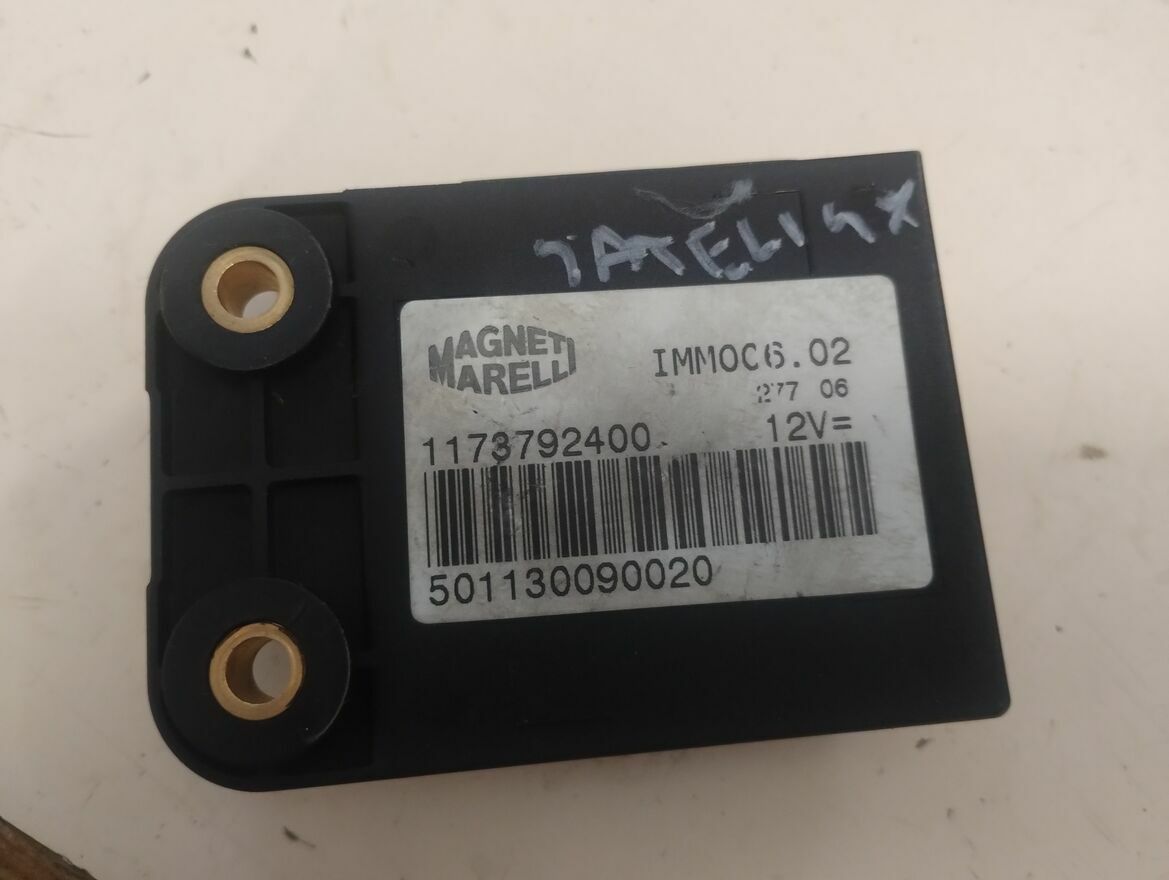 MAGNETI
MARELLI
IMMOC6.02
277 06
1173792400
12V=
501130090020